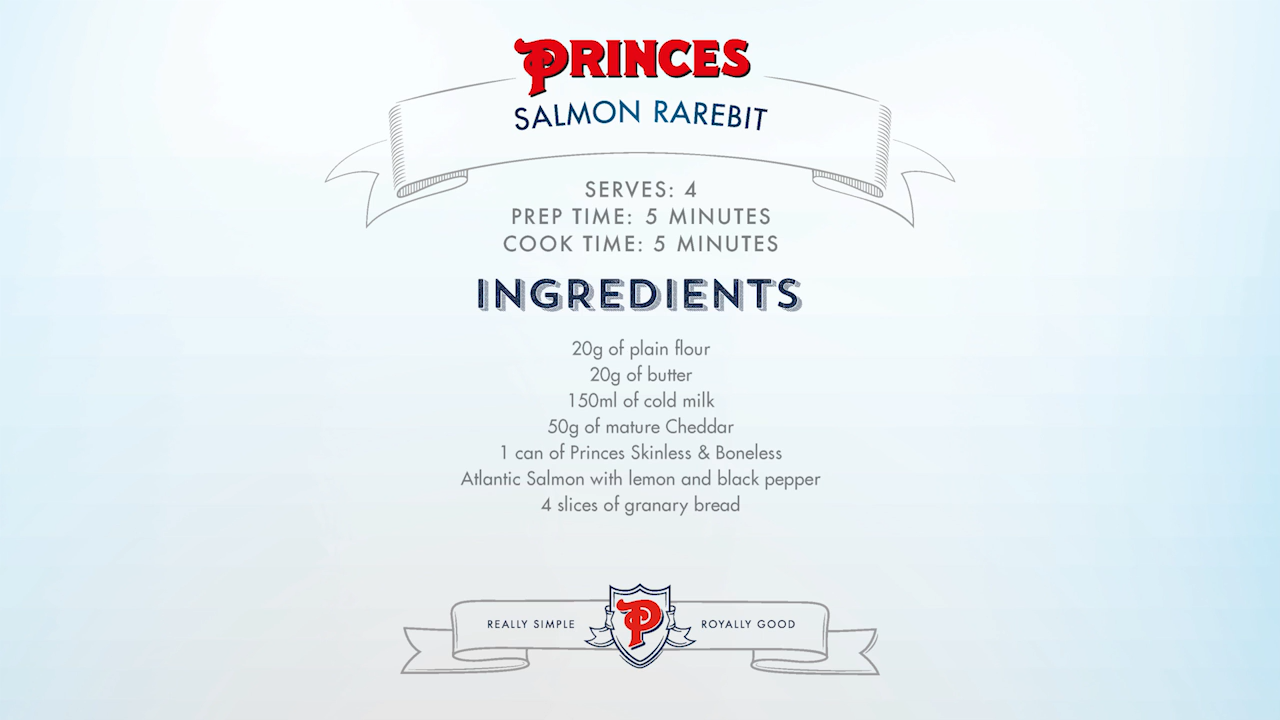 PRINCES
SALMON RAREBIT
SERVES: 4
PREP TIME: 5 MINUTES
COOK TIME: 5 MINUTES
INGREDIENTS
20g of plain flour
20g of butter
150ml of cold milk
50g of mature Cheddar
1 can of Princes Skinless & Boneless
Atlantic Salmon with lemon and black pepper
4 slices of granary bread
REALLY SIMPLE P ROYALLY GOOD